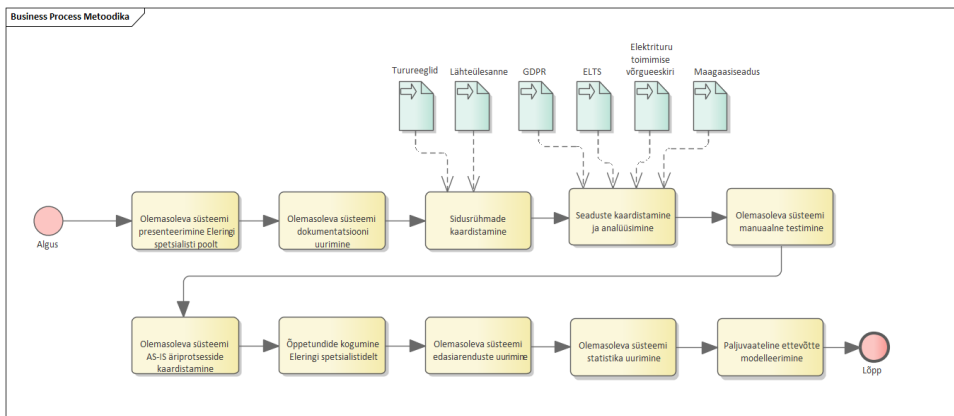 Business Process Metoodika
Turureeglid
Lähteülesanne
GDPR
ELTS
Elektrituru
toimimise
võrgueeskiri
Maagaasiseadus
Algus
Olemasoleva süsteemi
presenteerimine Eleringi
spetsialisti poolt
Olemasoleva süsteemi
dokumentatsiooni
uurimine
Sidusrühmade
kaardistamine
Seaduste kaardistamine
ja analüüsimine
Olemasoleva süsteemi
manuaalne testimine
Olemasoleva süsteemi
AS-IS äriprotsesside
kaardistamine
Õppetundide kogumine
Eleringi spetsialistidelt
Olemasoleva süsteemi
edasiarenduste uurimine
Olemasoleva süsteemi
statistika uurimine
Paljuvaateline ettevõtte
modelleerimine
Lõpp